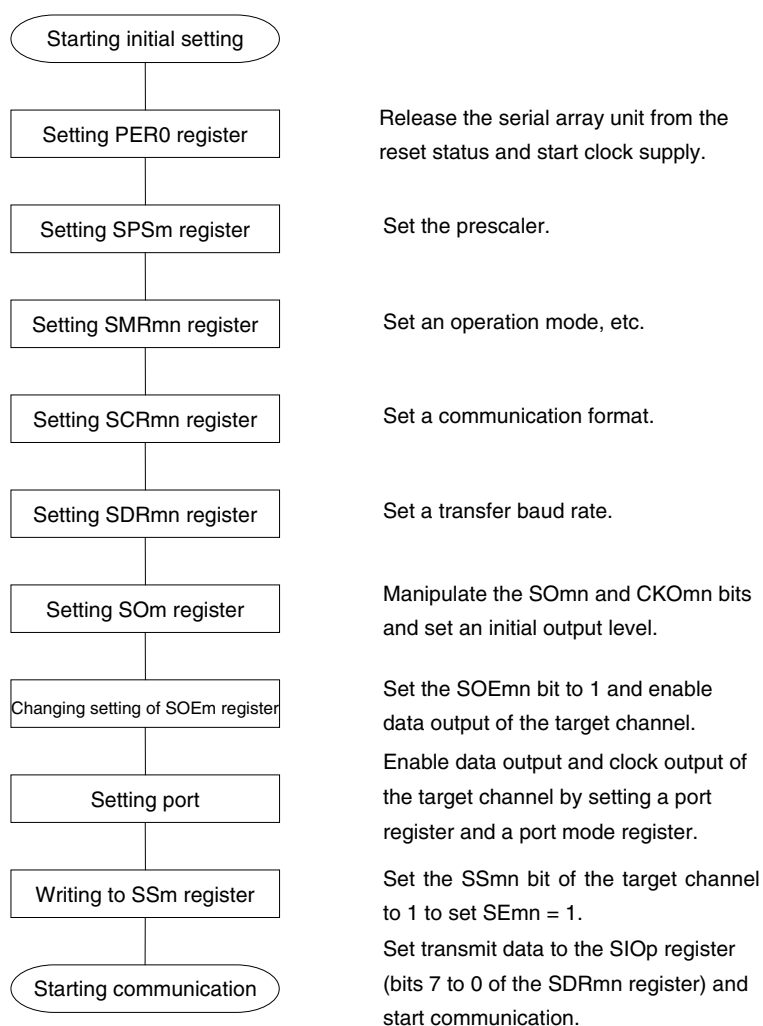 Starting initial setting
Setting PER0 register
Release the serial array unit from the
reset status and start clock supply.
Setting SPSm register
Set the prescaler.
Setting SMRmn register
Set an operation mode, etc.
Setting SCRmn register
Set a communication format.
Setting SDRmn register
Set a transfer baud rate.
Setting SOm register
Manipulate the SOmn and CKOmn bits
and set an initial output level.
Changing setting of SOEm register
Set the SOEmn bit to 1 and enable
data output of the target channel.
Setting port
Enable data output and clock output of
the target channel by setting a port
register and a port mode register.
Writing to SSm register
Set the SSmn bit of the target channel
to 1 to set SEmn = 1.
Starting communication
Set transmit data to the SIOp register
(bits 7 to 0 of the SDRmn register) and
start communication.